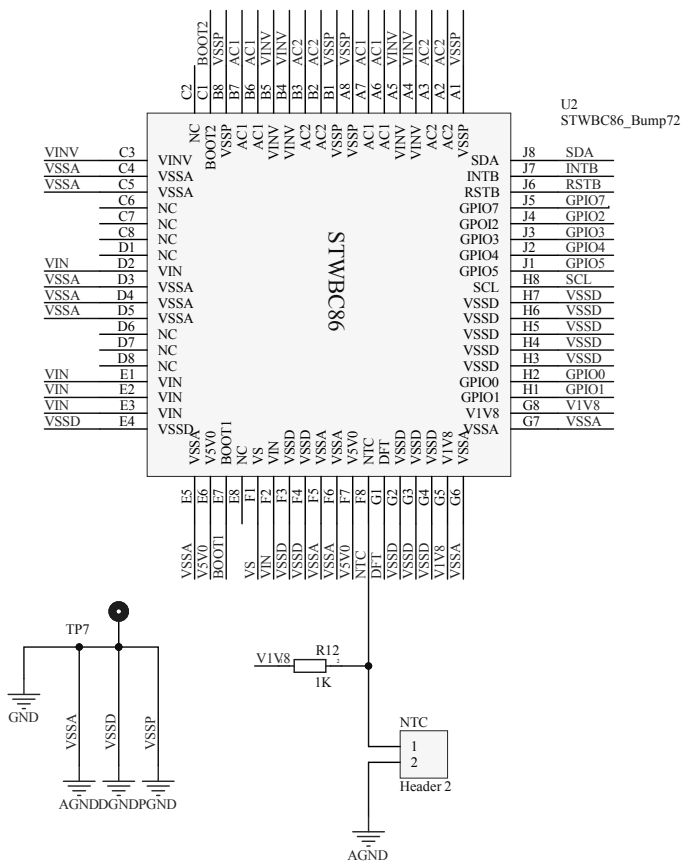 BOOT2 VSSP AC1 AC1 VINV VINV AC2 AC2 VSSP VSSP AC1 AC1 VINV VINV AC2 AC2 VSSP
C2 C1 B8 B7 B6 B5 B4 B3 B2 B1 A8 A7 A6 A5 A4 A3 A2 A1
NC BOOT2 VSSP AC1 AC1 VINV VINV AC2 AC2 VSSP VSSP AC1 AC1 VINV VINV AC2 AC2 VSSP
U2
STWBC86_Bump72
STWBC86
VINV C3 VINV
VSSA C4 VSSA
VSSA C5 VSSA
C6 NC
C7 NC
C8 NC
D1 NC
VIN D2 VIN
VSSA D3 VSSA
VSSA D4 VSSA
VSSA D5 VSSA
D6 NC
D7 NC
D8 NC
VIN E1 VIN
VIN E2 VIN
VIN E3 VIN
VSSD E4 VSSD
SDA J8 SDA
INTB J7 INTB
RSTB J6 RSTB
GPIO7 J5 GPIO7
GPOI2 J4 GPIO2
GPIO3 J3 GPIO3
GPIO4 J2 GPIO4
GPIO5 J1 GPIO5
SCL H8 SCL
VSSD H7 VSSD
VSSD H6 VSSD
VSSD H5 VSSD
VSSD H4 VSSD
VSSD H3 VSSD
GPIO0 H2 GPIO0
GPIO1 H1 GPIO1
V1V8 G8 V1V8
VSSA G7 VSSA
VSSA V5V0 BOOT1 NC VS VIN VSSD VSSD VSSA VSSA V5V0 NTC DFT VSSD VSSD VSSD V1V8 VSSA
E5 E6 E7 E8 F1 F2 F3 F4 F5 F6 F7 F8 G1 G2 G3 G4 G5 G6
VSSA V5V0 BOOT1 VS VIN VSSD VSSD VSSA VSSA V5V0 NTC DFT VSSD VSSD VSSD V1V8 VSSA
TP7
GND
VSSA VSSD VSSP
AGND DGND PGND
V1V8 R12 2
1K
NTC
1
2
Header 2
AGND